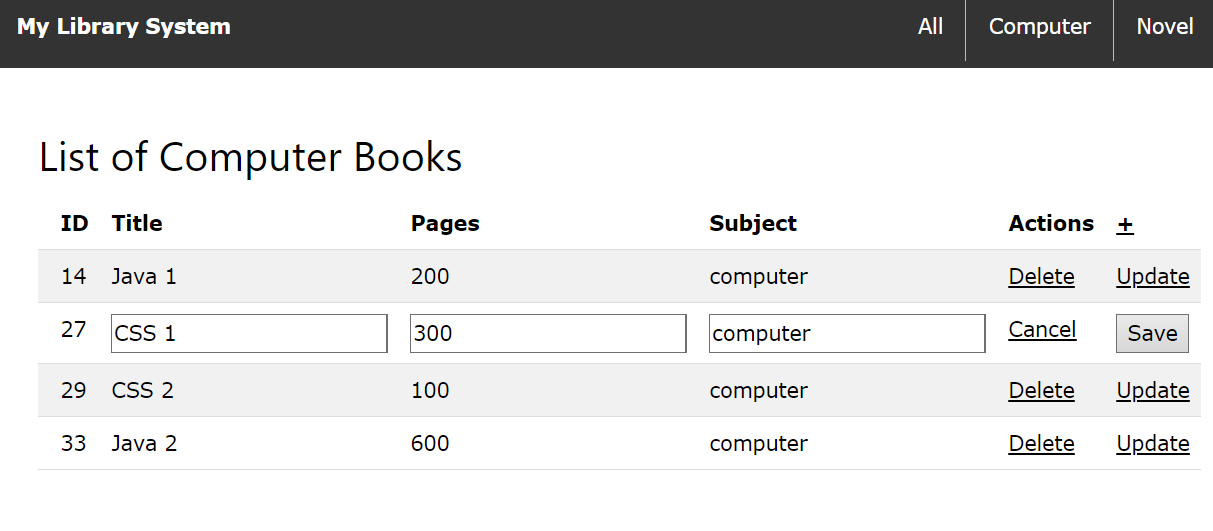 My Library System All Computer Novel
List of Computer Books
ID Title Pages Subject Actions +
14 Java 1 200 computer Delete Update
27 CSS 1 300 computer Cancel Save
29 CSS 2 100 computer Delete Update
33 Java 2 600 computer Delete Update